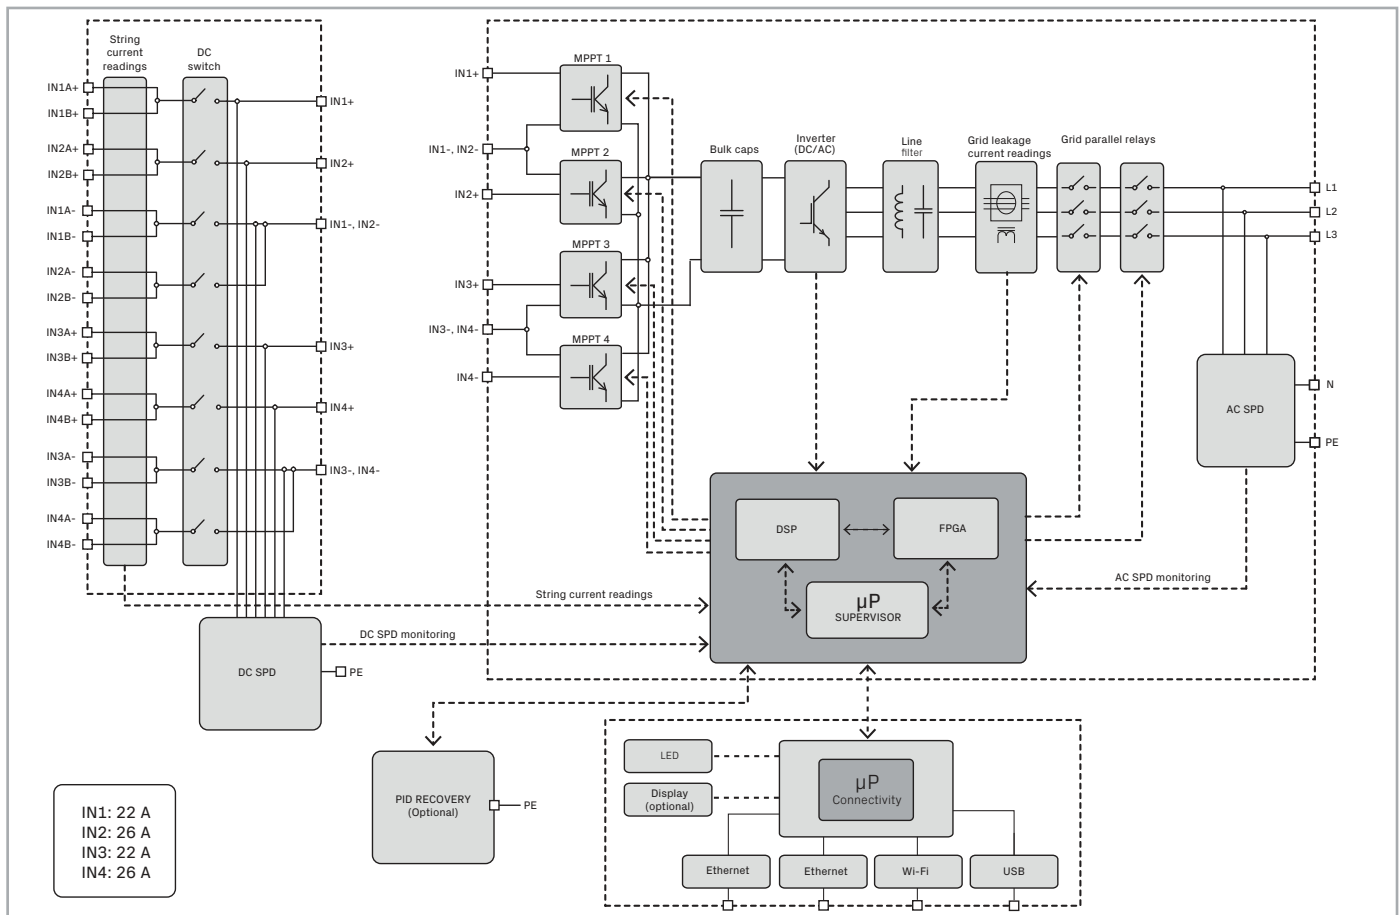 String
current
readings
DC
switch
IN1A+
IN1B+
IN2A+
IN2B+
IN1A-
IN1B-
IN2A-
IN2B-
IN3A+
IN3B+
IN4A+
IN4B+
IN3A-
IN3B-
IN4A-
IN4B-
IN1+
IN2+
IN1-, IN2-
IN3+
IN4+
IN3-, IN4-
DC SPD
PE
IN1: 22 A
IN2: 26 A
IN3: 22 A
IN4: 26 A
IN1+
IN1-, IN2-
IN2+
IN3+
IN3-, IN4-
IN4-
MPPT 1
MPPT 2
MPPT 3
MPPT 4
Bulk caps
Inverter
(DC/AC)
Line
filter
Grid leakage
current readings
Grid parallel relays
L1
L2
L3
N
PE
AC SPD
AC SPD monitoring
String current readings
DC SPD monitoring
DSP
FPGA
µP
SUPERVISOR
PID RECOVERY
(Optional)
PE
LED
Display
(optional)
µP
Connectivity
Ethernet
Ethernet
Wi-Fi
USB